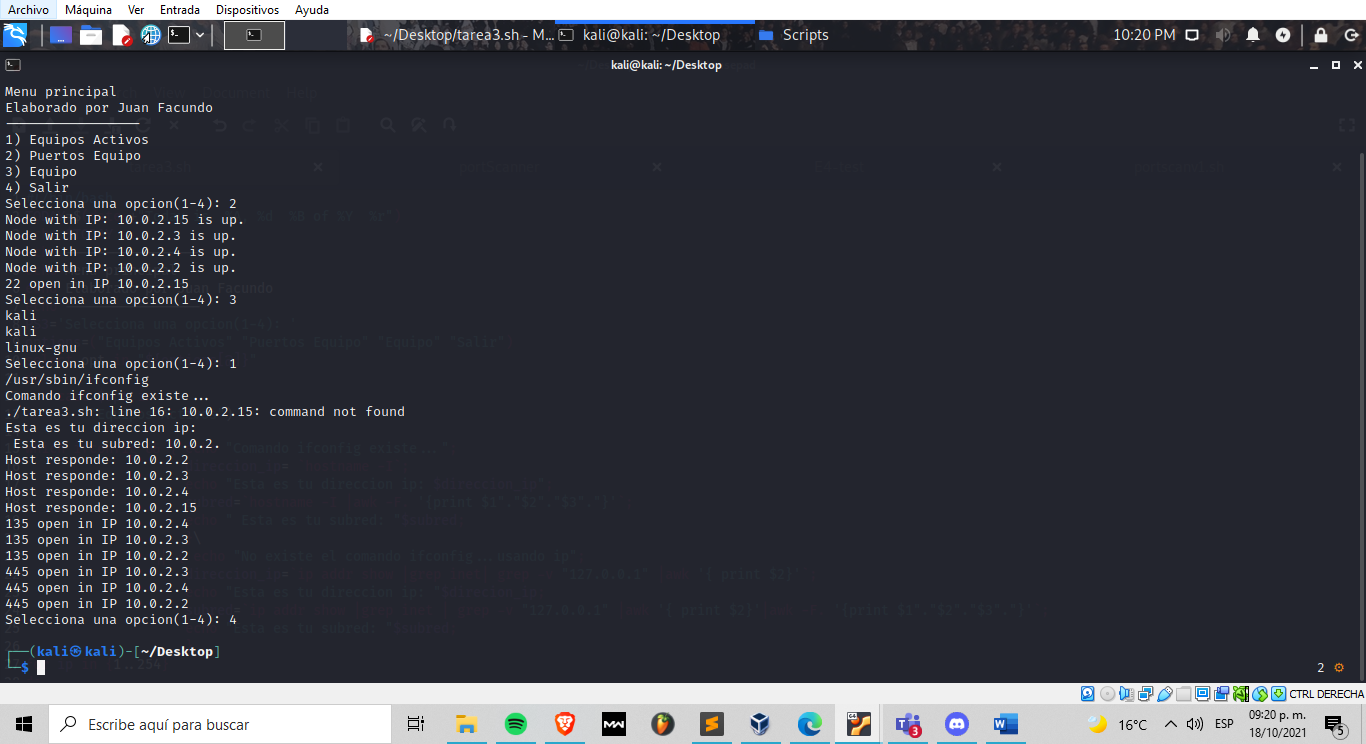 Archivo Máquina Ver Entrada Dispositivos Ayuda
~/Desktop/tarea3.sh - M... kali@kali: ~/Desktop Scripts 10:20 PM
kali@kali: ~/Desktop
Menu principal
Elaborado por Juan Facundo
1) Equipos Activos
2) Puertos Equipo
3) Equipo
4) Salir
Selecciona una opcion(1-4): 2
Node with IP: 10.0.2.15 is up.
Node with IP: 10.0.2.3 is up.
Node with IP: 10.0.2.4 is up.
Node with IP: 10.0.2.2 is up.
22 open in IP 10.0.2.15
Selecciona una opcion(1-4): 3
kali
kali
linux-gnu
Selecciona una opcion(1-4): 1
/usr/sbin/ifconfig
Comando ifconfig existe...
./tarea3.sh: line 16: 10.0.2.15: command not found
Esta es tu direccion ip:
Esta es tu subred: 10.0.2.
Host responde: 10.0.2.2
Host responde: 10.0.2.3
Host responde: 10.0.2.4
Host responde: 10.0.2.15
135 open in IP 10.0.2.4
135 open in IP 10.0.2.3
135 open in IP 10.0.2.2
445 open in IP 10.0.2.3
445 open in IP 10.0.2.4
445 open in IP 10.0.2.2
Selecciona una opcion(1-4): 4
(kali㉿kali)-[~/Desktop]
$
2
CTRL DERECHA
Escribe aquí para buscar
16°C ESP 09:20 p. m.
18/10/2021
3
5